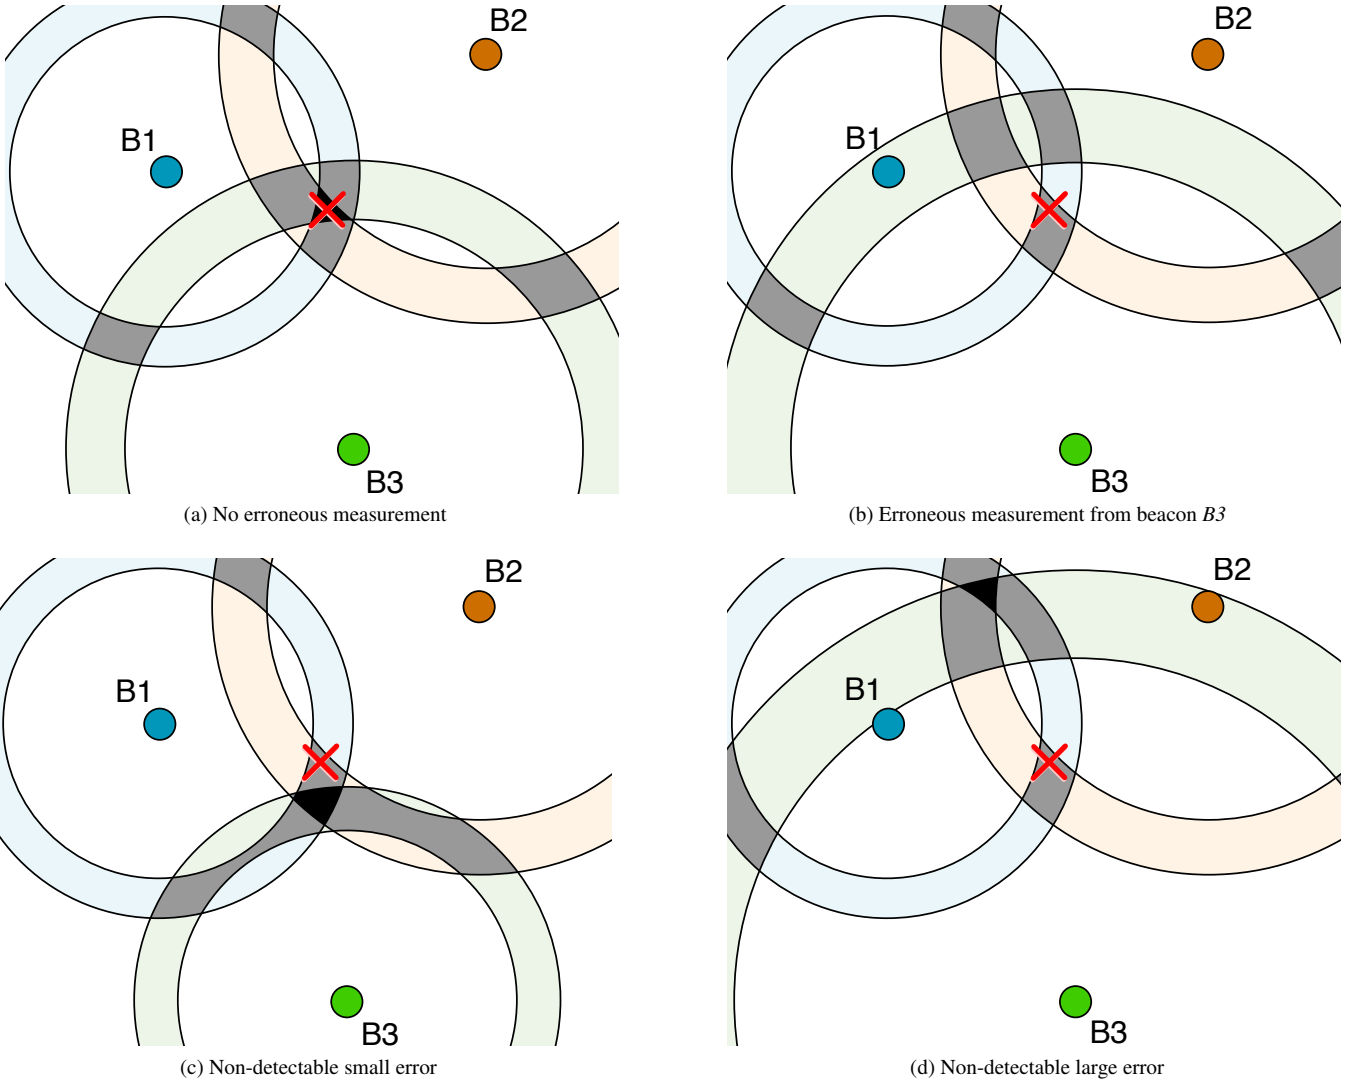 B2
B1
B3
(a) No erroneous measurement
B2
B1
B3
(b) Erroneous measurement from beacon B3
B2
B1
B3
(c) Non-detectable small error
B2
B1
B3
(d) Non-detectable large error